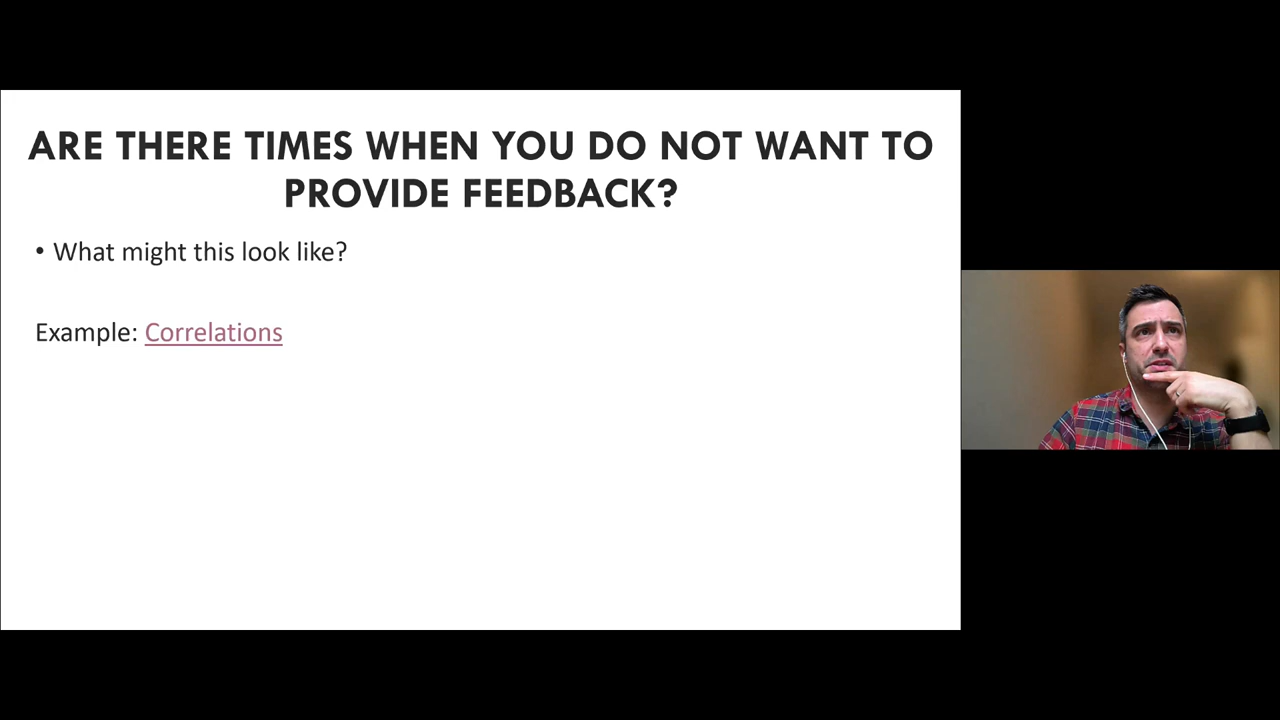 ARE THERE TIMES WHEN YOU DO NOT WANT TO
PROVIDE FEEDBACK?
• What might this look like?
Example: Correlations